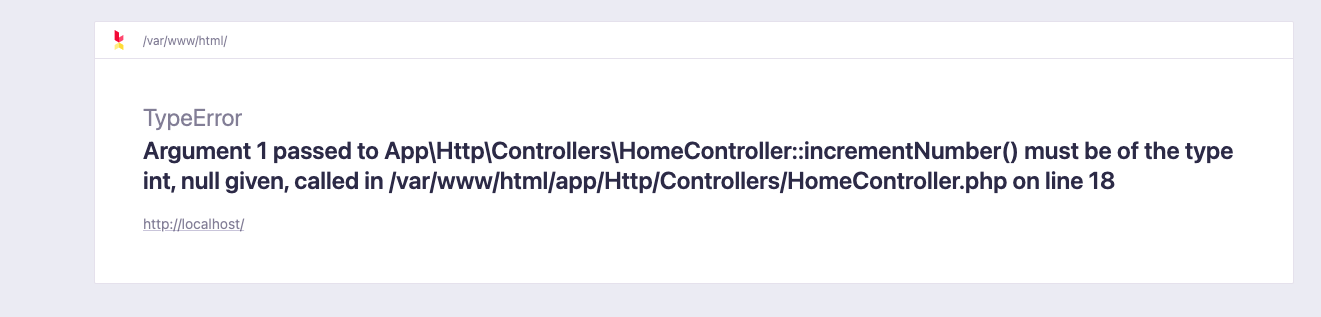 /var/www/html/
TypeError
Argument 1 passed to App\Http\Controllers\HomeController::incrementNumber() must be of the type
int, null given, called in /var/www/html/app/Http/Controllers/HomeController.php on line 18
http://localhost/